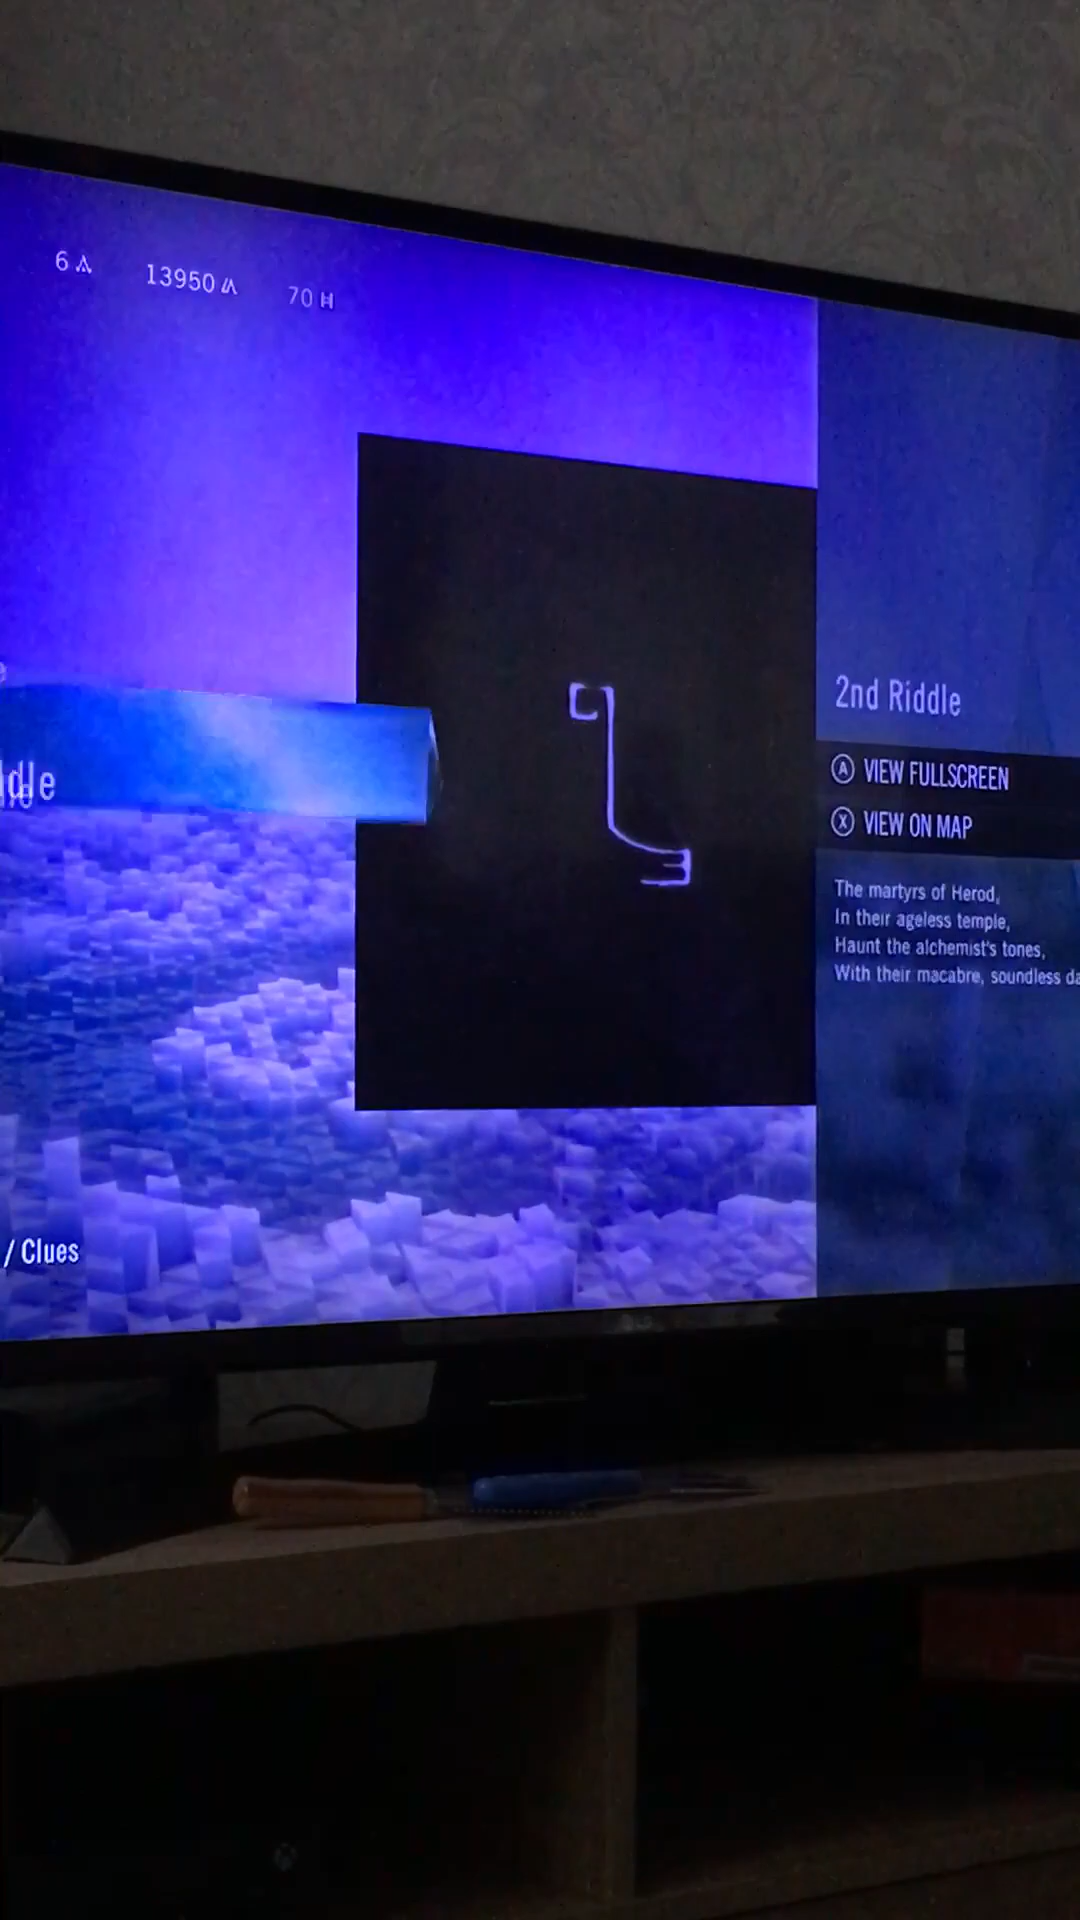 6
13950
70
ddle
2nd Riddle
A VIEW FULLSCREEN
X VIEW ON MAP
The martyrs of Herod,
In their ageless temple,
Haunt the alchemist's tones,
With their macabre, soundless da
/ Clues